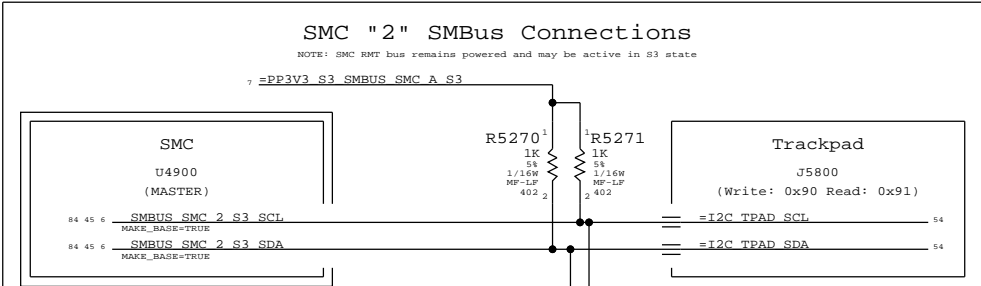 SMC "2" SMBus Connections
NOTE: SMC RMT bus remains powered and may be active in S3 state
7 =PP3V3_S3_SMBUS_SMC_A_S3
SMC
U4900
(MASTER)
R5270 1
1K
5%
1/16W
MF-LF
402 2
1 R5271
1K
5%
1/16W
MF-LF
2 402
Trackpad
J5800
(Write: 0x90 Read: 0x91)
84 45 6 SMBUS_SMC_2_S3_SCL
MAKE_BASE=TRUE
=I2C_TPAD_SCL 54
84 45 6 SMBUS_SMC_2_S3_SDA
MAKE_BASE=TRUE
=I2C_TPAD_SDA 54